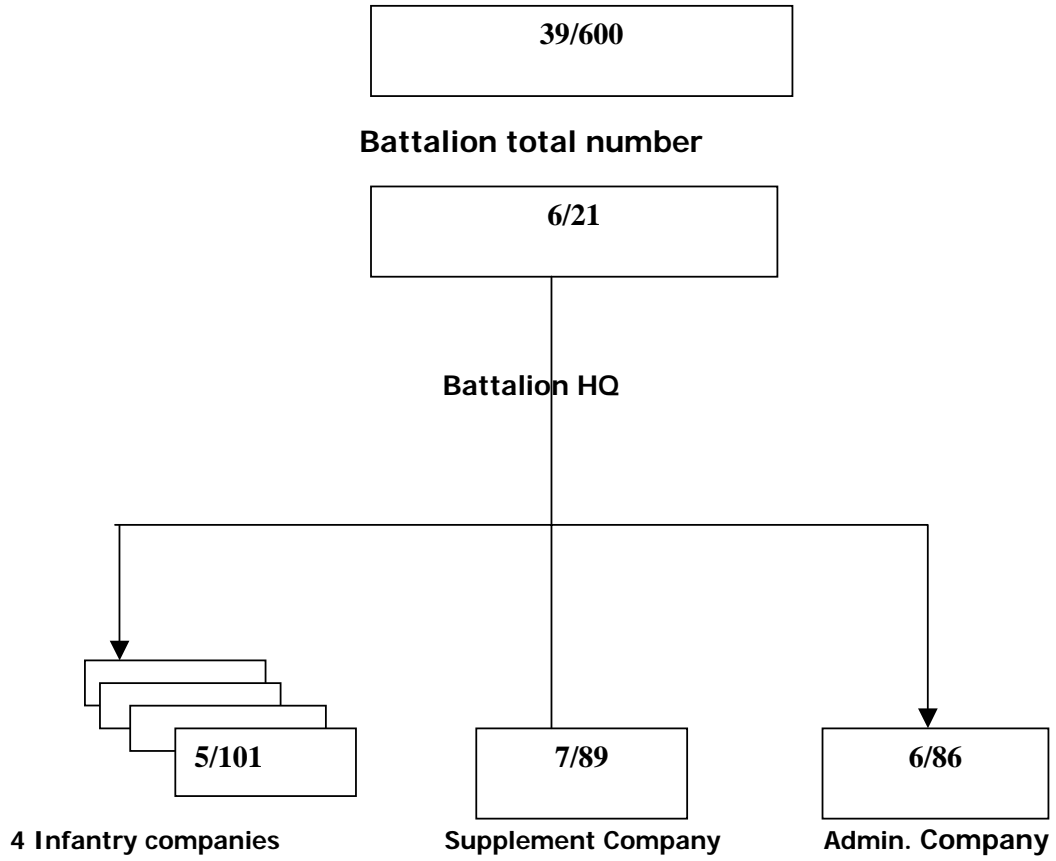 39/600
Battalion total number
6/21
Battalion HQ
5/101
7/89
6/86
4 Infantry companies
Supplement Company
Admin. Company